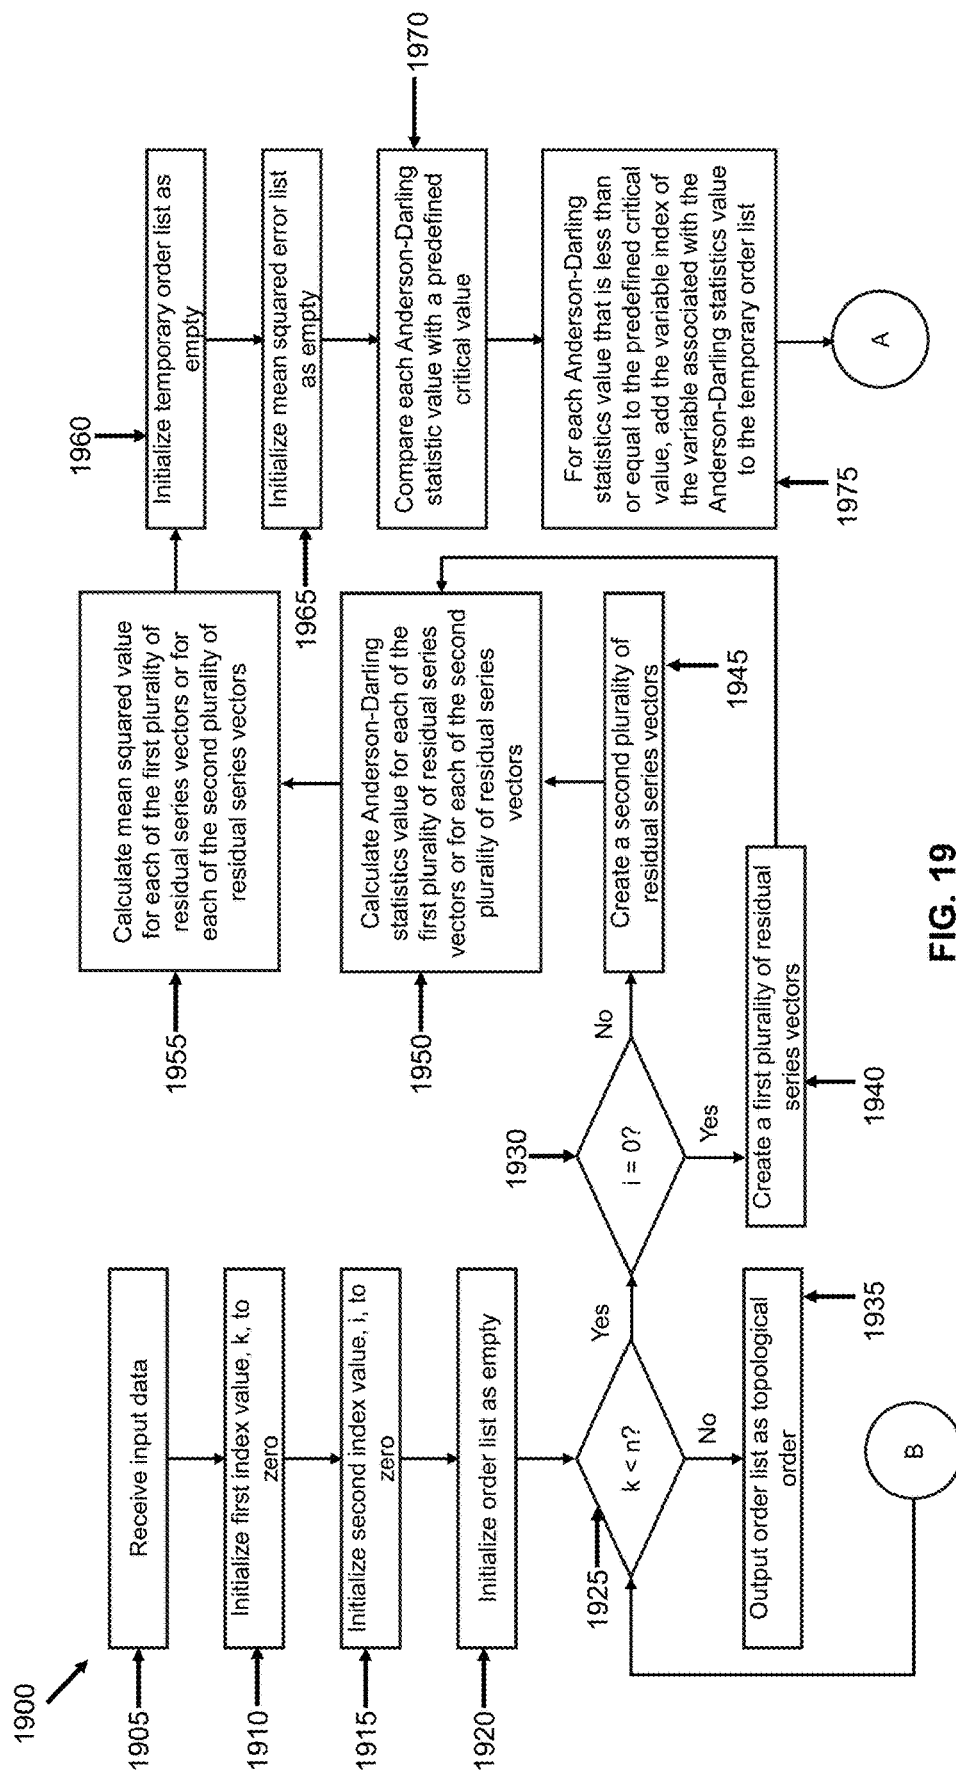 1900
1905
Receive input data
1910
Initialize first index value, k, to
zero
1915
Initialize second index value, i, to
zero
1920
Initialize order list as empty
1925
k < n?
Yes
No
1935
Output order list as topological
order
B
1930
i = 0?
Yes
No
1940
Create a first plurality of residual
series vectors
1945
Create a second plurality of
residual series vectors
1950
Calculate Anderson-Darling
statistics value for each of the
first plurality of residual series
vectors or for each of the second
plurality of residual series
vectors
1955
Calculate mean squared value
for each of the first plurality of
residual series vectors or for
each of the second plurality of
residual series vectors
1960
Initialize temporary order list as
empty
1965
Initialize mean squared error list
as empty
1970
Compare each Anderson-Darling
statistic value with a predefined
critical value
1975
For each Anderson-Darling
statistics value that is less than
or equal to the predefined critical
value, add the variable index of
the variable associated with the
Anderson-Darling statistics value
to the temporary order list
A
FIG. 19